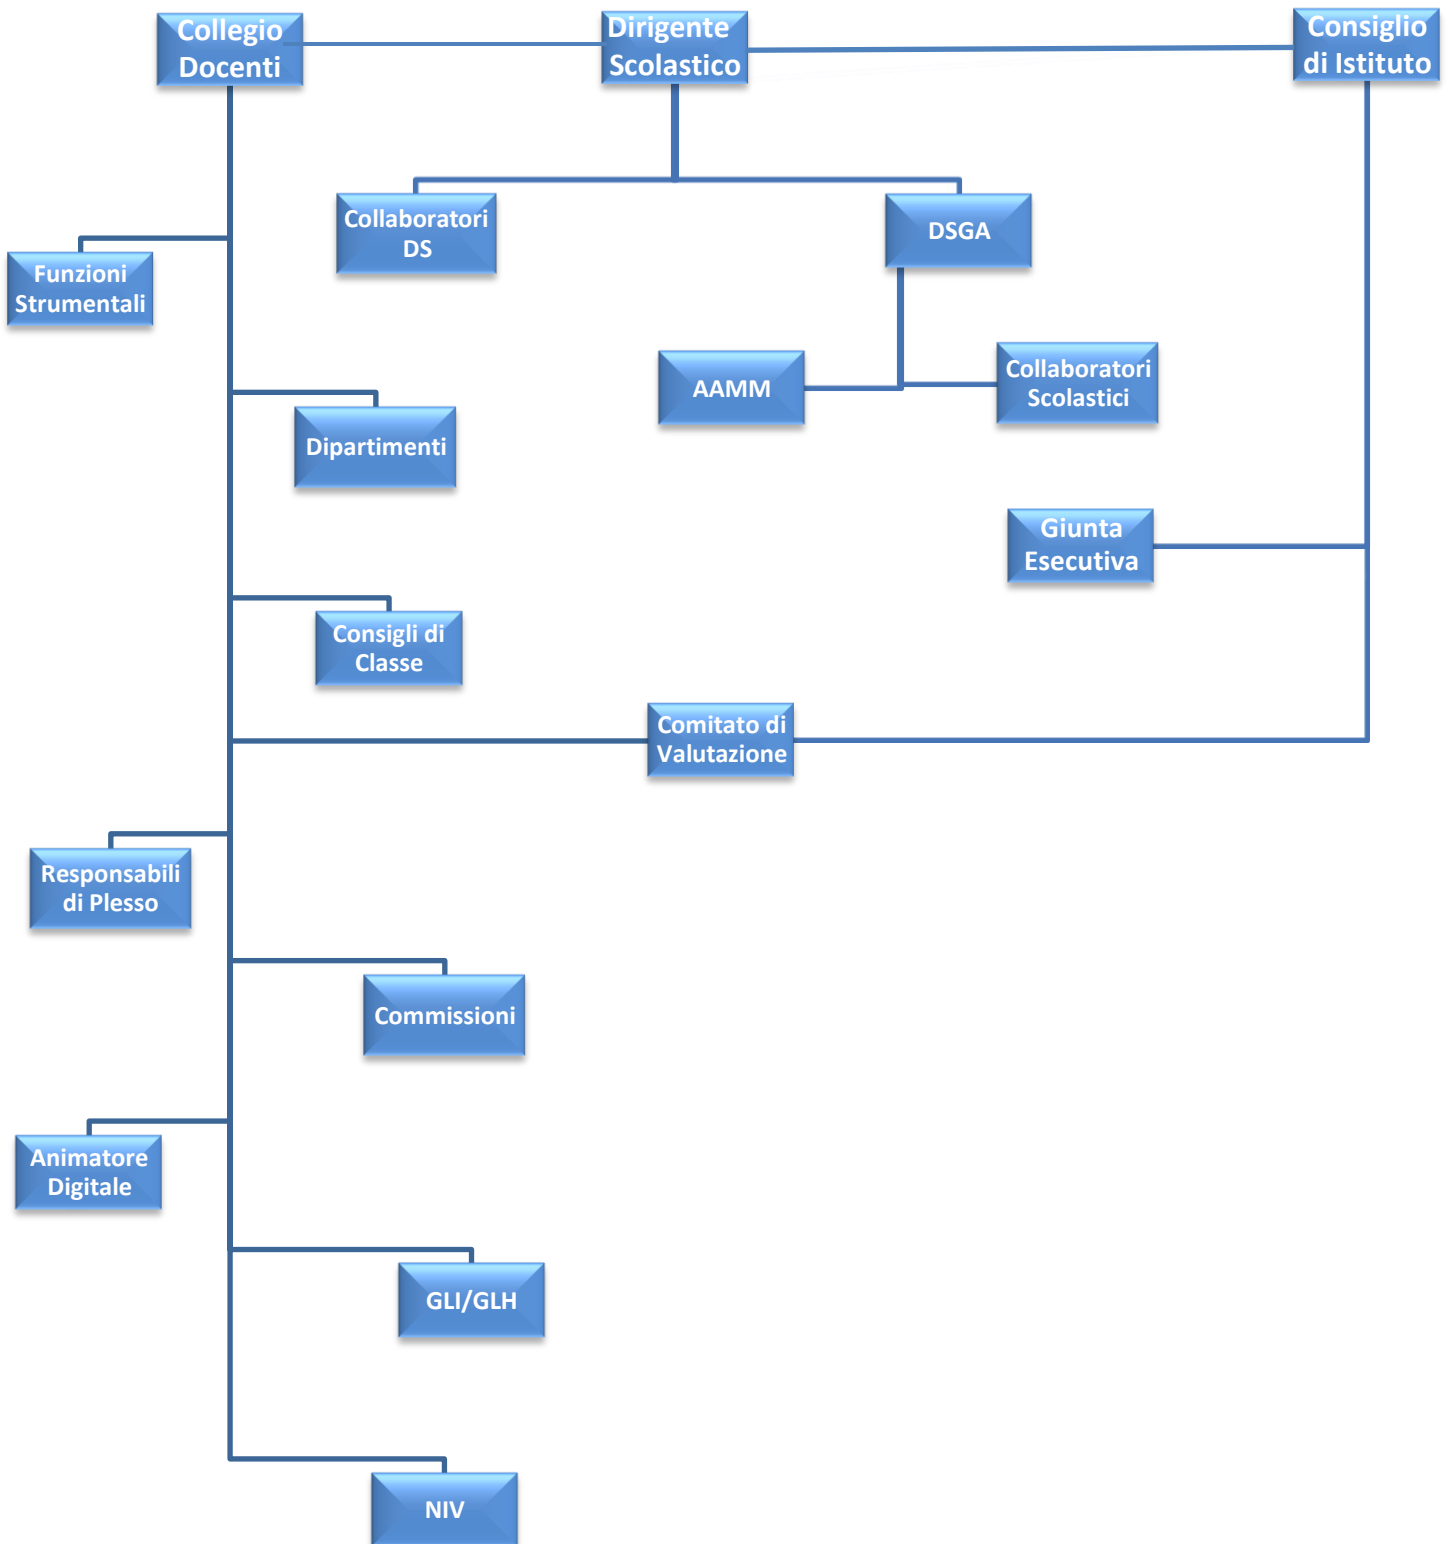 Collegio
Docenti
Dirigente
Scolastico
Consiglio
di Istituto
Collaboratori
DS
DSGA
Funzioni
Strumentali
AAMM
Collaboratori
Scolastici
Dipartimenti
Giunta
Esecutiva
Consigli di
Classe
Comitato di
Valutazione
Responsabili
di Plesso
Commissioni
Animatore
Digitale
GLI/GLH
NIV